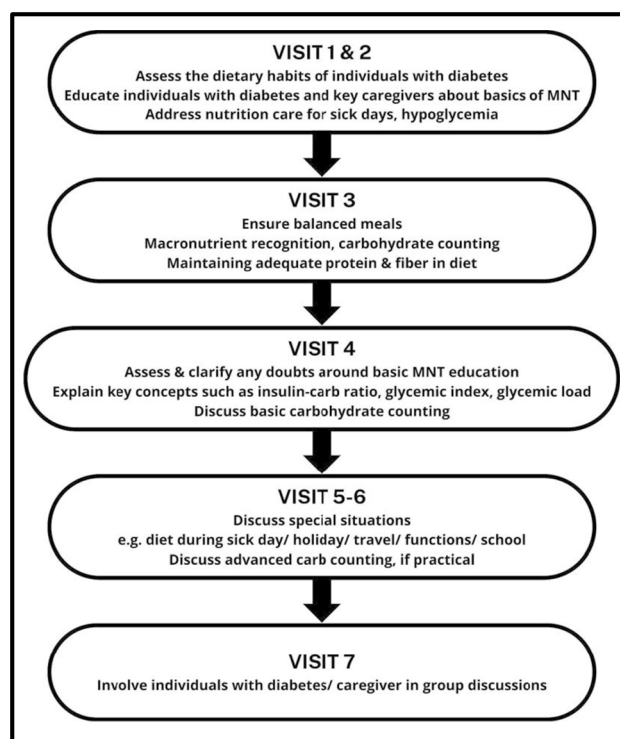 VISIT 1 & 2
Assess the dietary habits of individuals with diabetes
Educate individuals with diabetes and key caregivers about basics of MNT
Address nutrition care for sick days, hypoglycemia
VISIT 3
Ensure balanced meals
Macronutrient recognition, carbohydrate counting
Maintaining adequate protein & fiber in diet
VISIT 4
Assess & clarify any doubts around basic MNT education
Explain key concepts such as insulin-carb ratio, glycemic index, glycemic load
Discuss basic carbohydrate counting
VISIT 5-6
Discuss special situations
e.g. diet during sick day/ holiday/ travel/ functions/ school
Discuss advanced carb counting, if practical
VISIT 7
Involve individuals with diabetes/ caregiver in group discussions